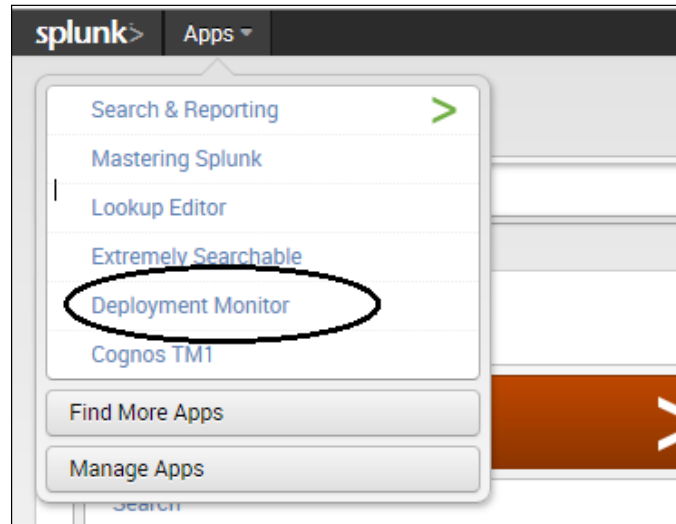 splunk> Apps
Search & Reporting >
Mastering Splunk
Lookup Editor
Extremely Searchable
Deployment Monitor
Cognos TM1
Find More Apps
Manage Apps
Search